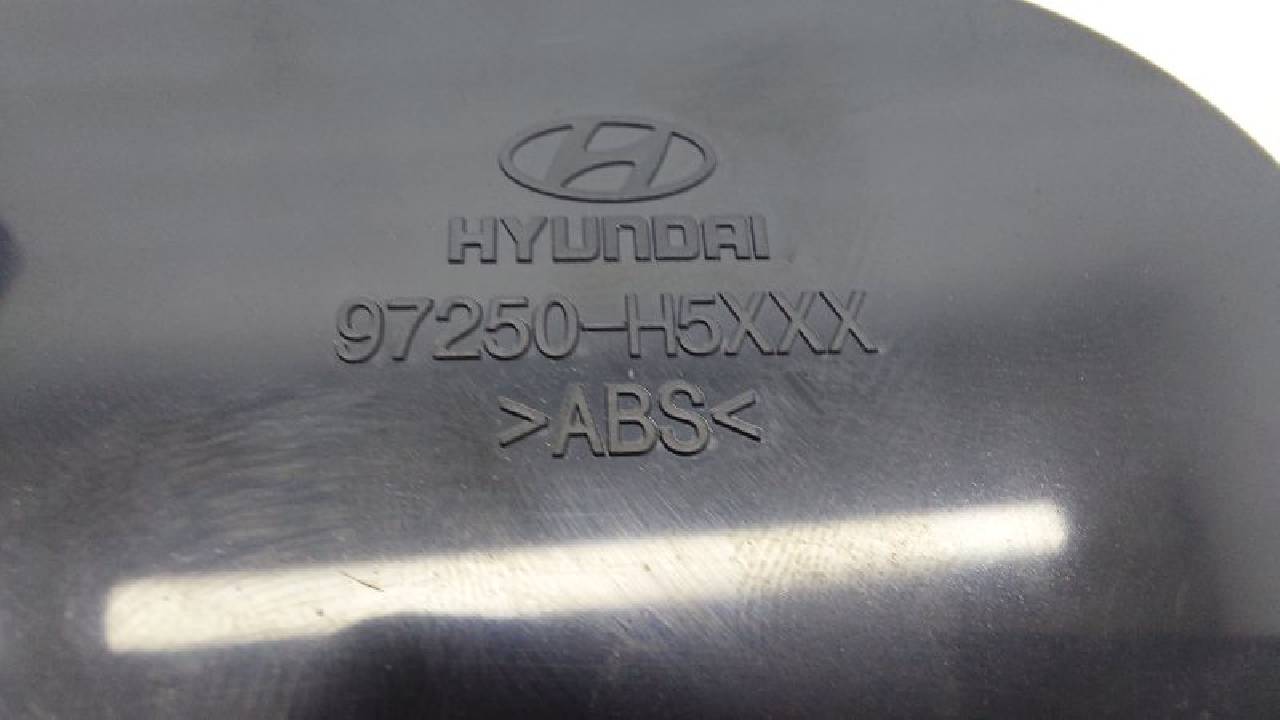 HYUNDAI
97250-H5XXX
>ABS<